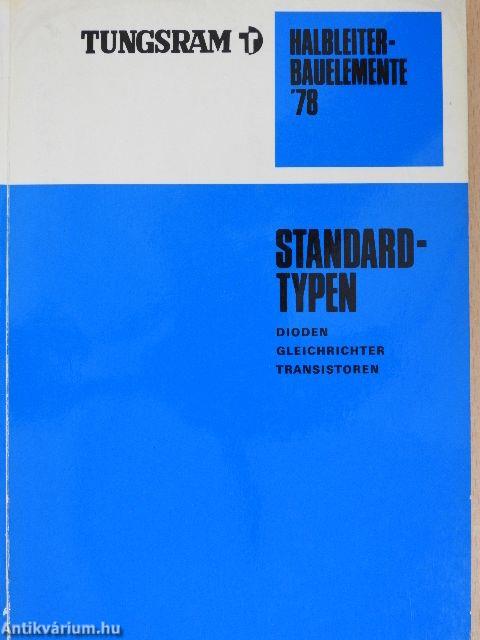 TUNGSRAM
HALBLEITER-
BAUELEMENTE
'78
STANDARD-
TYPEN
DIODEN
GLEICHRICHTER
TRANSISTOREN
Antikvárium.hu